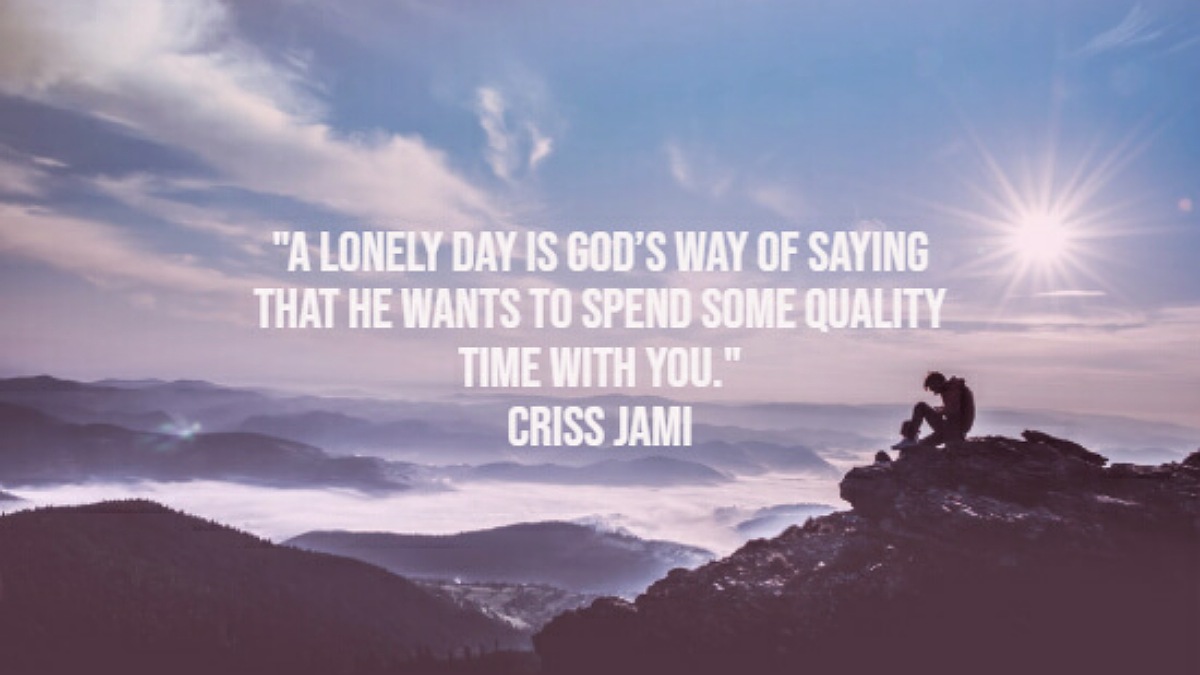 "A LONELY DAY IS GOD’S WAY OF SAYING
THAT HE WANTS TO SPEND SOME QUALITY
TIME WITH YOU."
CRISS JAMI